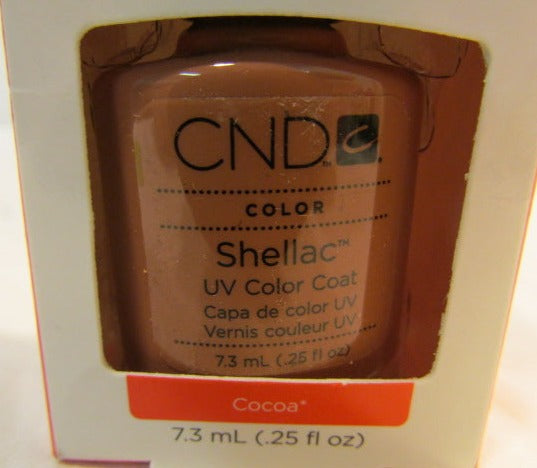 CND™
COLOR
Shellac™
UV Color Coat
Capa de color UV
Vernis couleur UV
7.3 mL (.25 fl oz)
Cocoa*
7.3 mL (.25 fl oz)